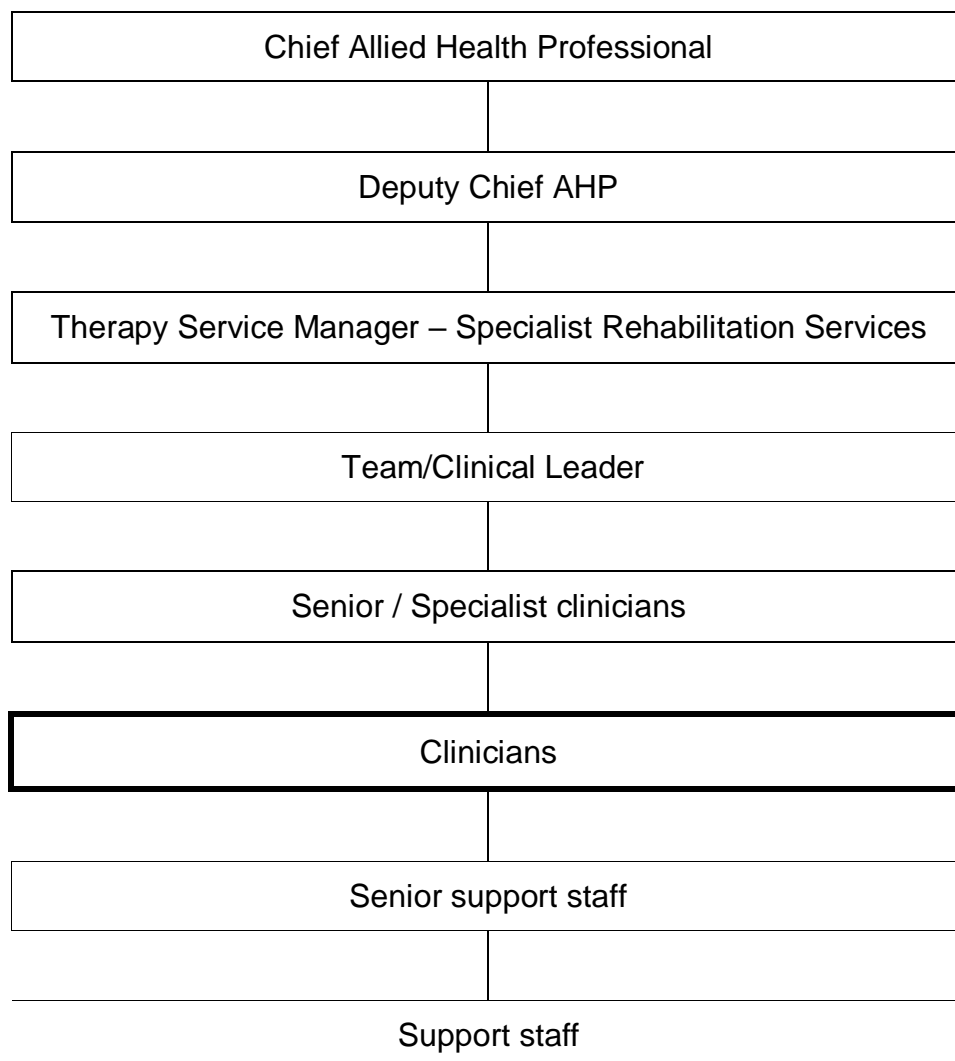 Chief Allied Health Professional
Deputy Chief AHP
Therapy Service Manager – Specialist Rehabilitation Services
Team/Clinical Leader
Senior / Specialist clinicians
Clinicians
Senior support staff
Support staff